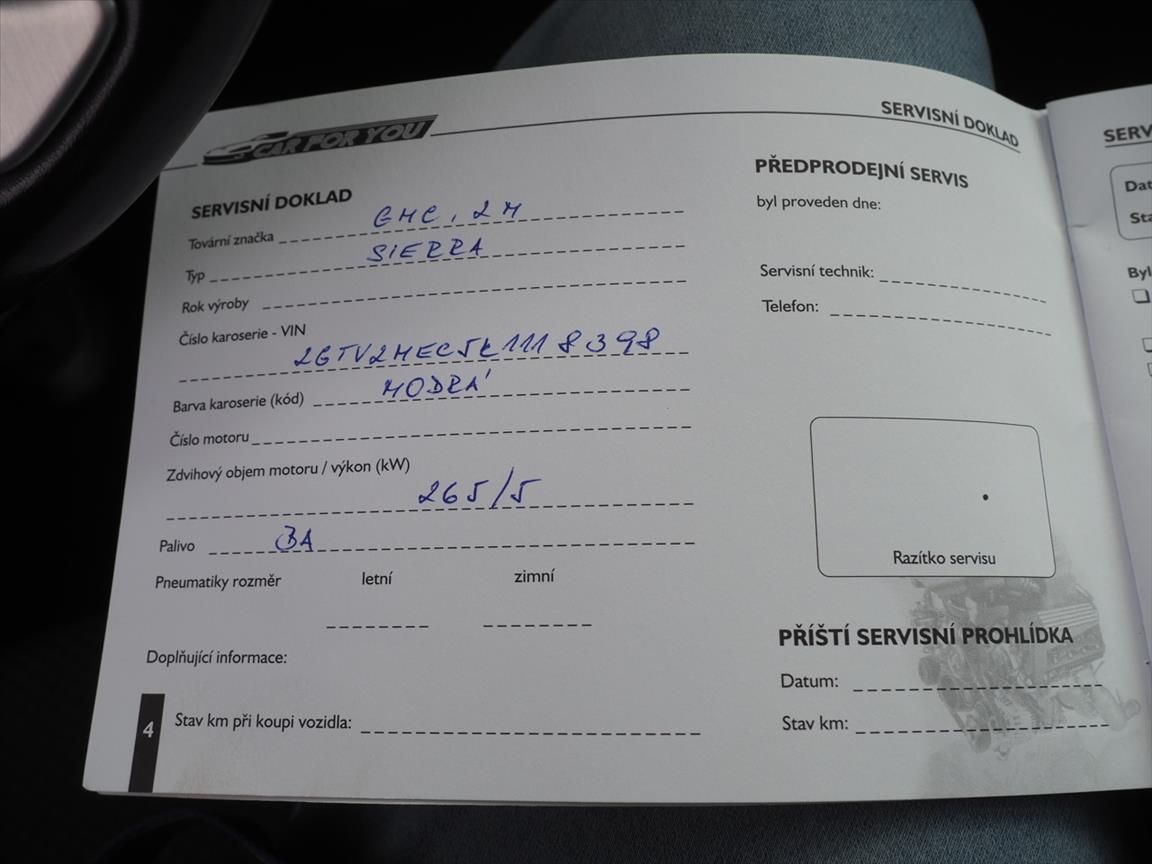 CAR FOR YOU
SERVISNÍ DOKLAD
SERVISNÍ DOKLAD
Tovární značka GMC, 2M
Typ SIERRA
Rok výroby
Číslo karoserie - VIN
2GTV2MEC5K1118398
Barva karoserie (kód) MODRÁ
Číslo motoru
Zdvihový objem motoru / výkon (kW)
265/5
Palivo BA
Pneumatiky rozměr letní zimní
Doplňující informace:
4
Stav km při koupi vozidla:
PŘEDPRODEJNÍ SERVIS
byl proveden dne:
Servisní technik:
Telefon:
Razítko servisu
PŘÍŠTÍ SERVISNÍ PROHLÍDKA
Datum:
Stav km:
SERV
Dat
Sta
Byl